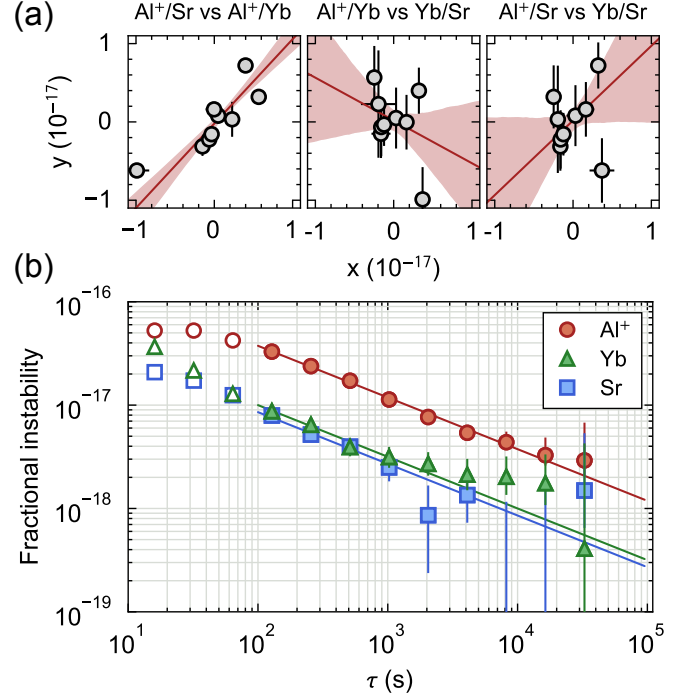 (a)
Al⁺/Sr vs Al⁺/Yb
Al⁺/Yb vs Yb/Sr
Al⁺/Sr vs Yb/Sr
y (10⁻¹⁷)
1
0
−1
−1 0 1
−1 0 1
−1 0 1
x (10⁻¹⁷)
(b)
Fractional instability
10⁻¹⁶
10⁻¹⁷
10⁻¹⁸
10⁻¹⁹
Al⁺
Yb
Sr
10¹ 10² 10³ 10⁴ 10⁵
τ (s)